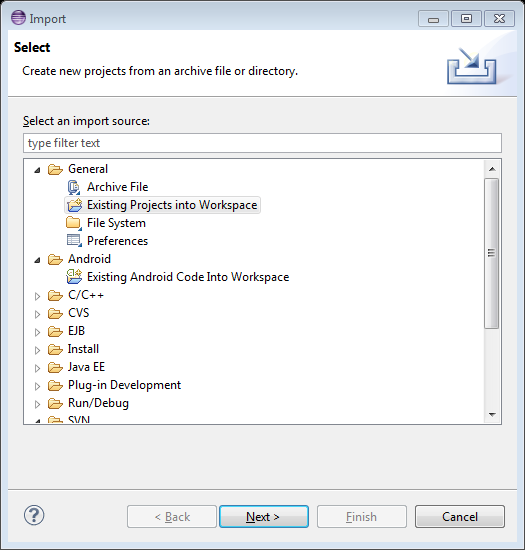 Import
Select
Create new projects from an archive file or directory.
Select an import source:
type filter text
General
Archive File
Existing Projects into Workspace
File System
Preferences
Android
Existing Android Code Into Workspace
C/C++
CVS
EJB
Install
Java EE
Plug-in Development
Run/Debug
SVN
?
< Back
Next >
Finish
Cancel